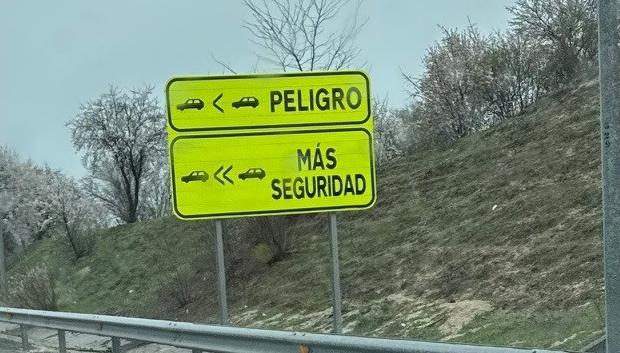 < PELIGRO
<< MÁS
SEGURIDAD